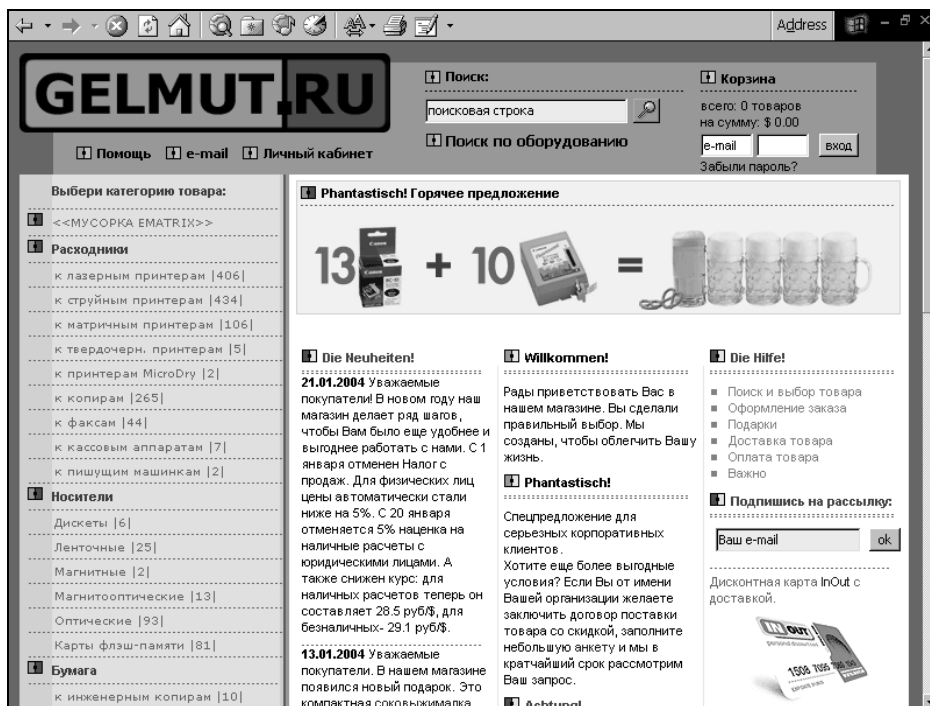 Address
GELMUT.RU
Помощь
e-mail
Личный кабинет
Поиск:
поисковая строка
Поиск по оборудованию
Корзина
всего: 0 товаров
на сумму: $ 0.00
e-mail
вход
Забыли пароль?
Выбери категорию товара:
<<МУСОРКА EMATRIX>>
Расходники
к лазерным принтерам |406|
к струйным принтерам |434|
к матричным принтерам |106|
к твердочерн. принтерам |5|
к принтерам MicroDry |2|
к копирам |265|
к факсам |44|
к кассовым аппаратам |7|
к пишущим машинкам |2|
Носители
Дискеты |6|
Ленточные |25|
Магнитные |2|
Магнитооптические |13|
Оптические |93|
Карты флэш-памяти |81|
Бумага
к инженерным копирам |10|
Phantastisch! Горячее предложение
13 + 10 =
Canon
Die Neuheiten!
21.01.2004 Уважаемые
покупатели! В новом году наш
магазин делает ряд шагов,
чтобы Вам было еще удобнее и
выгоднее работать с нами. С 1
января отменен Налог с
продаж. Для физических лиц
цены автоматически стали
ниже на 5%. С 20 января
отменяется 5% наценка на
наличные расчеты с
юридическими лицами. А
также снижен курс: для
наличных расчетов теперь он
составляет 28.5 руб/$, для
безналичных- 29.1 руб/$.
13.01.2004 Уважаемые
покупатели. В нашем магазине
появился новый подарок. Это
компактная соковыжималка
Willkommen!
Рады приветствовать Вас в
нашем магазине. Вы сделали
правильный выбор. Мы
созданы, чтобы облегчить Вашу
жизнь.
Phantastisch!
Спецпредложение для
серьезных корпоративных
клиентов.
Хотите еще более выгодные
условия? Если Вы от имени
Вашей организации желаете
заключить договор поставки
товара со скидкой, заполните
небольшую анкету и мы в
кратчайший срок рассмотрим
Ваш запрос.
Achtung!
Die Hilfe!
Поиск и выбор товара
Оформление заказа
Подарки
Доставка товара
Оплата товара
Важно
Подпишись на рассылку:
Ваш e-mail
ok
Дисконтная карта InOut с
доставкой.
IN OUT
1508 7095